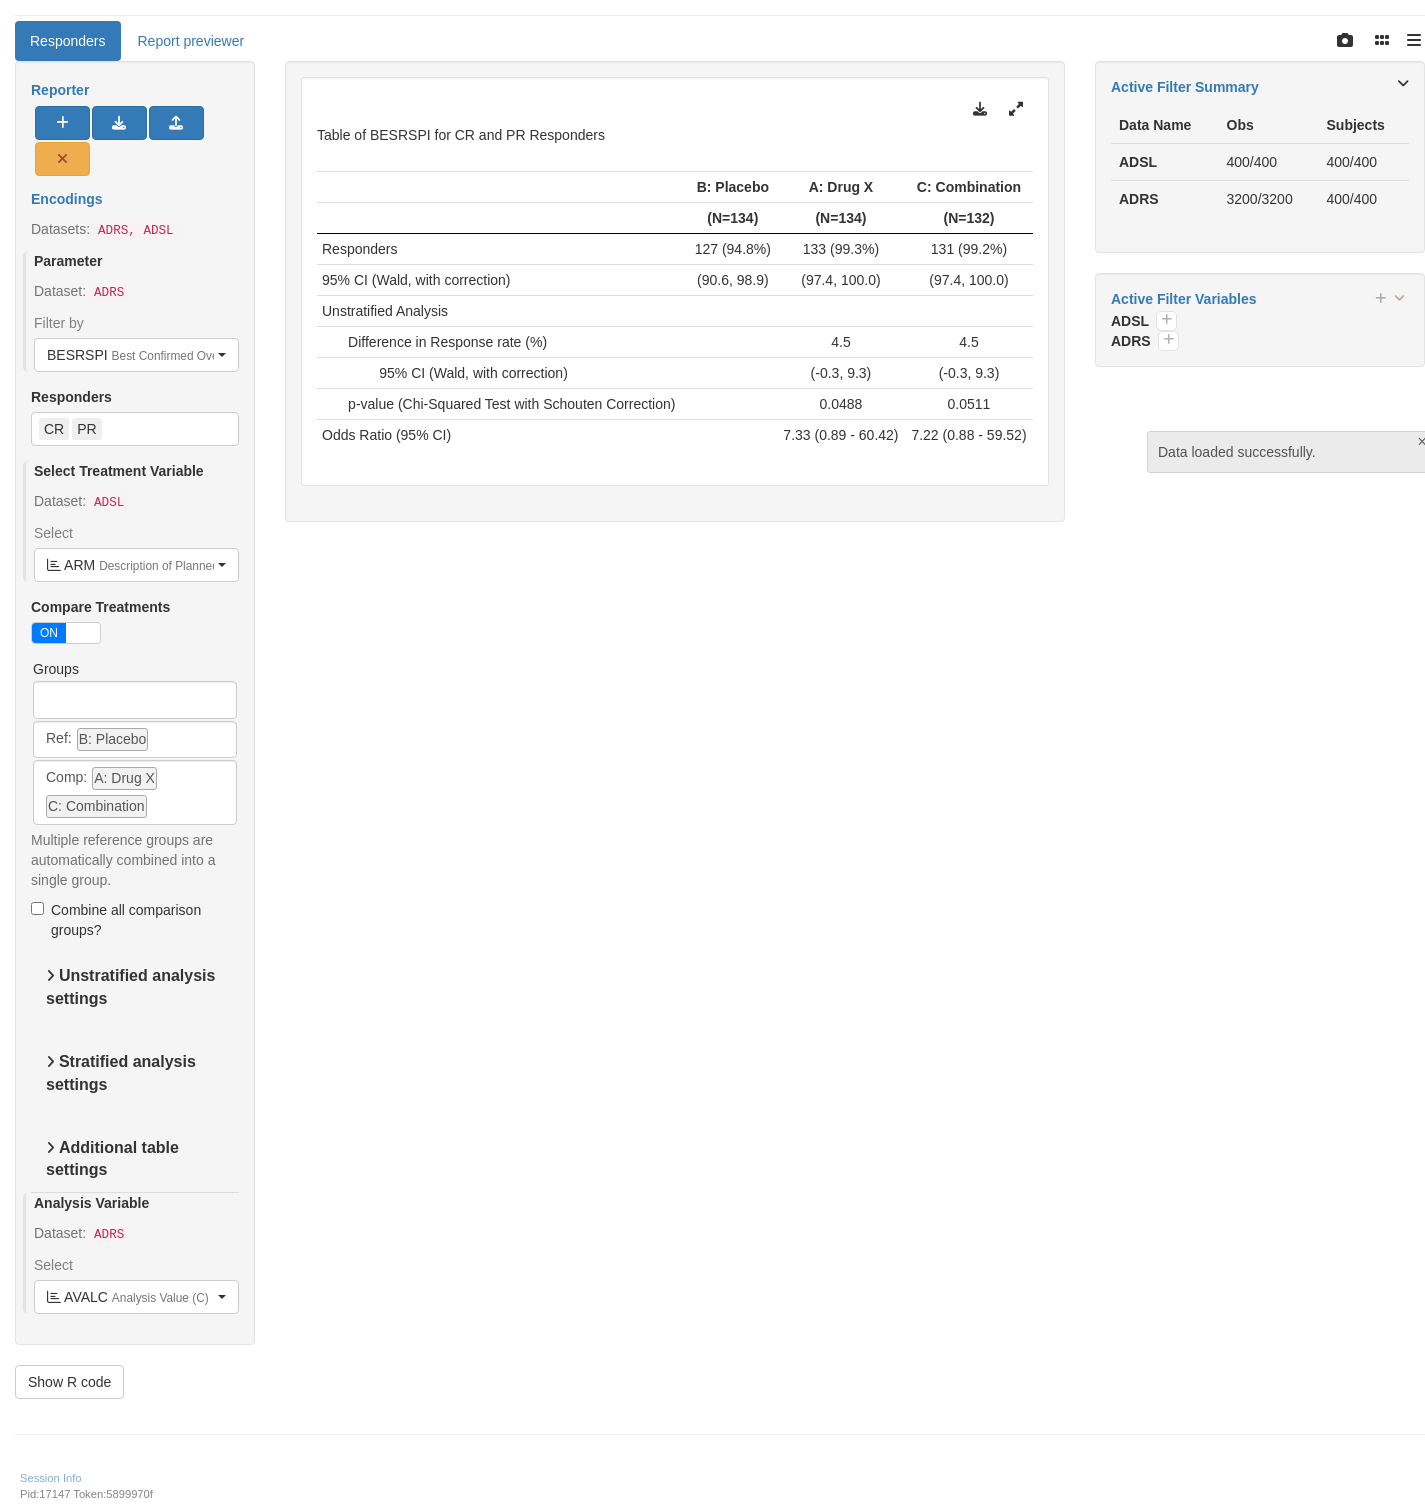 Responders
Report previewer
Reporter
Encodings
Datasets: ADRS, ADSL
Parameter
Dataset: ADRS
Filter by
BESRSPI Best Confirmed Ov
Responders
CR PR
Select Treatment Variable
Dataset: ADSL
Select
ARM Description of Planne
Compare Treatments
ON
Groups
Ref: B: Placebo
Comp: A: Drug X
C: Combination
Multiple reference groups are
automatically combined into a
single group.
Combine all comparison
groups?
Unstratified analysis
settings
Stratified analysis
settings
Additional table
settings
Analysis Variable
Dataset: ADRS
Select
AVALC Analysis Value (C)
Show R code
Table of BESRSPI for CR and PR Responders
B: Placebo A: Drug X C: Combination
(N=134) (N=134) (N=132)
Responders 127 (94.8%) 133 (99.3%) 131 (99.2%)
95% CI (Wald, with correction) (90.6, 98.9) (97.4, 100.0) (97.4, 100.0)
Unstratified Analysis
Difference in Response rate (%) 4.5 4.5
95% CI (Wald, with correction) (-0.3, 9.3) (-0.3, 9.3)
p-value (Chi-Squared Test with Schouten Correction) 0.0488 0.0511
Odds Ratio (95% CI) 7.33 (0.89 - 60.42) 7.22 (0.88 - 59.52)
Active Filter Summary
Data Name Obs Subjects
ADSL 400/400 400/400
ADRS 3200/3200 400/400
Active Filter Variables
ADSL
ADRS
Data loaded successfully.
Session Info
Pid:17147 Token:5899970f